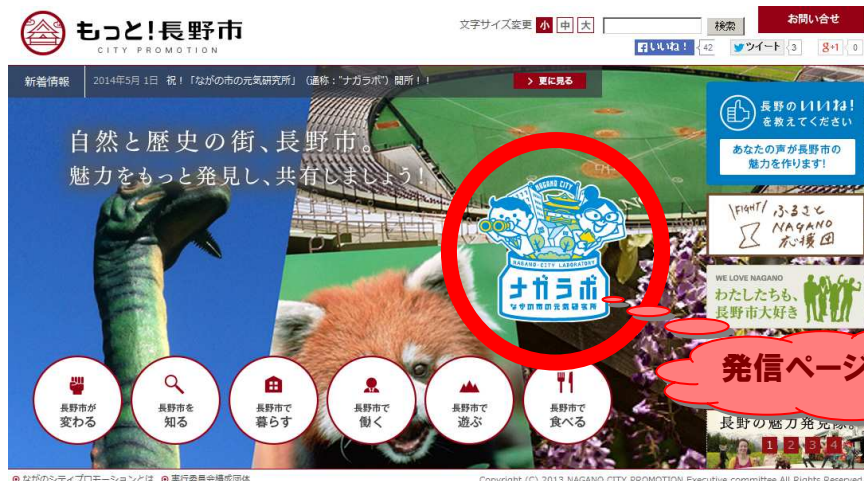 もっと!長野市
CITY PROMOTION
文字サイズ変更 小 中 大
検索
お問い合せ
いいね! 42
ツイート 3
g+1 0
新着情報 2014年5月1日 祝!「ながの市の元気研究所」(通称："ナガラボ")開所!!
> 更に見る
自然と歴史の街、長野市。
魅力をもっと発見し、共有しましょう!
長野のいいね!
を教えてください
あなたの声が長野市の
魅力を作ります!
FIGHT! ふるさと
NAGANO
応援団
WE LOVE NAGANO
わたしたちも、
長野市大好き
NAGANO CITY
NAGANO-CITY LABORATORY
ナガラボ
ながの市の元気研究所
発信ページ
長野市が
変わる
長野市を
知る
長野市で
暮らす
長野市で
働く
長野市で
遊ぶ
長野市で
食べる
長野の魅力発見隊。
1 2 3 4
ながのシティプロモーションとは 実行委員会構成団体
Copyright (C) 2013 NAGANO CITY PROMOTION Executive committee All Rights Reserved.